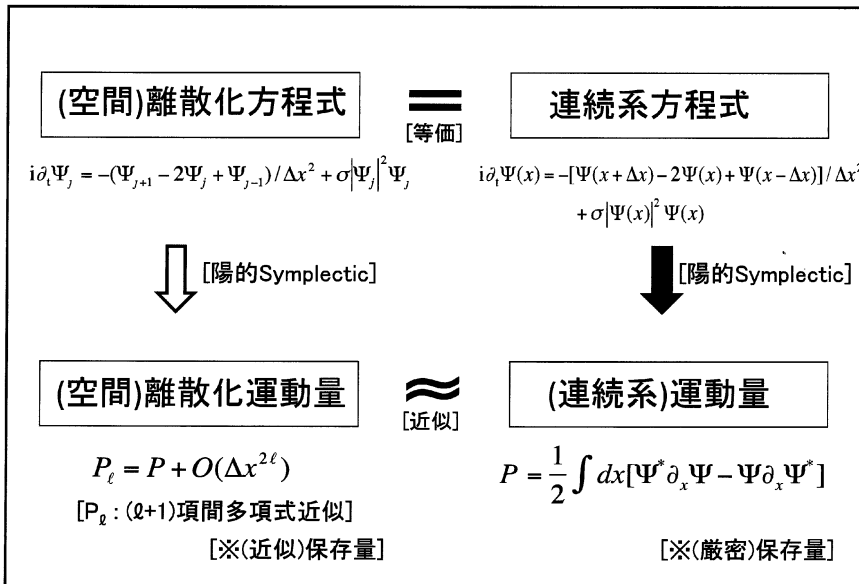 (空間)離散化方程式
[等価]
連続系方程式
i∂ₜΨⱼ = -(Ψⱼ₊₁ - 2Ψⱼ + Ψⱼ₋₁) / Δx² + σ|Ψⱼ|²Ψⱼ
i∂ₜΨ(x) = -[Ψ(x + Δx) - 2Ψ(x) + Ψ(x - Δx)] / Δx²
+ σ|Ψ(x)|² Ψ(x)
[陽的Symplectic]
[陽的Symplectic]
(空間)離散化運動量
[近似]
(連続系)運動量
P_ℓ = P + O(Δx^{2ℓ})
[P_ℓ : (ℓ+1)項間多項式近似]
[※(近似)保存量]
P = 1/2 ∫ dx[Ψ* ∂ₓΨ - Ψ∂ₓΨ*]
[※(厳密)保存量]